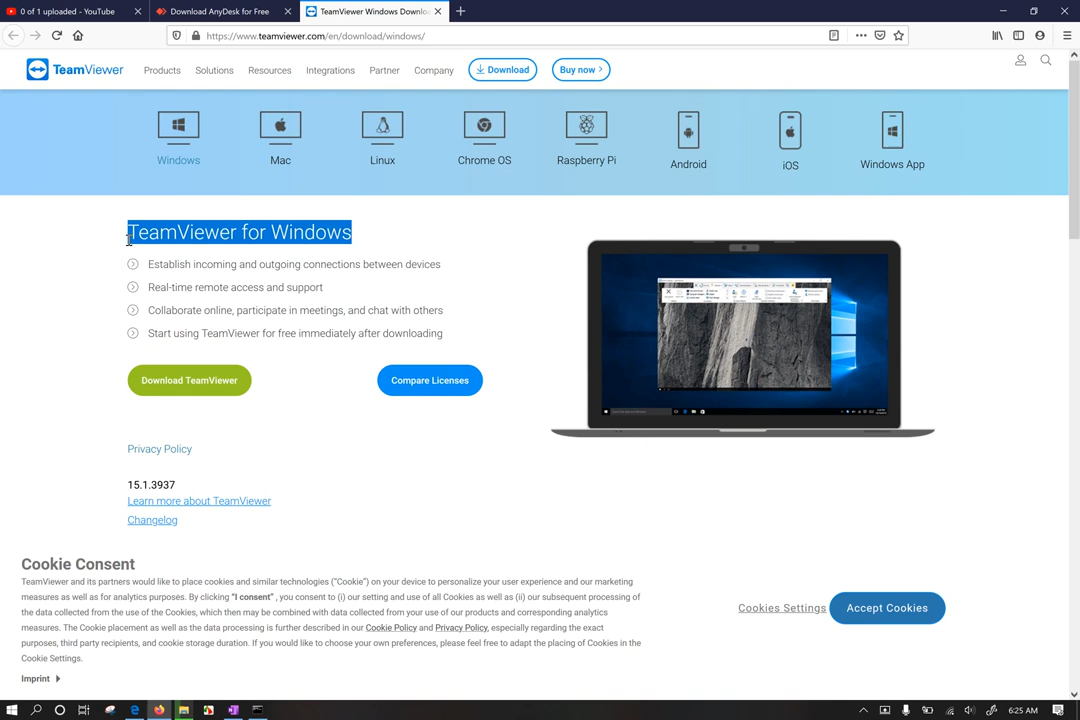 0 of 1 uploaded - YouTube
Download AnyDesk for Free
TeamViewer Windows Downlo
https://www.teamviewer.com/en/download/windows/
TeamViewer
Products
Solutions
Resources
Integrations
Partner
Company
Download
Buy now
Windows
Mac
Linux
Chrome OS
Raspberry Pi
Android
iOS
Windows App
TeamViewer for Windows
Establish incoming and outgoing connections between devices
Real-time remote access and support
Collaborate online, participate in meetings, and chat with others
Start using TeamViewer for free immediately after downloading
Download TeamViewer
Compare Licenses
Privacy Policy
15.1.3937
Learn more about TeamViewer
Changelog
Cookie Consent
TeamViewer and its partners would like to place cookies and similar technologies ("Cookie") on your device to personalize your user experience and our marketing
measures as well as for analytics purposes. By clicking "I consent" , you consent to (i) our setting and use of all Cookies as well as (ii) our subsequent processing of
the data collected from the use of the Cookies, which then may be combined with data collected from your use of our products and corresponding analytics
measures. The Cookie placement as well as the data processing is further described in our Cookie Policy and Privacy Policy, especially regarding the exact
purposes, third party recipients, and cookie storage duration. If you would like to choose your own preferences, please feel free to adapt the placing of Cookies in the
Cookie Settings.
Imprint
Cookies Settings
Accept Cookies
6:25 AM